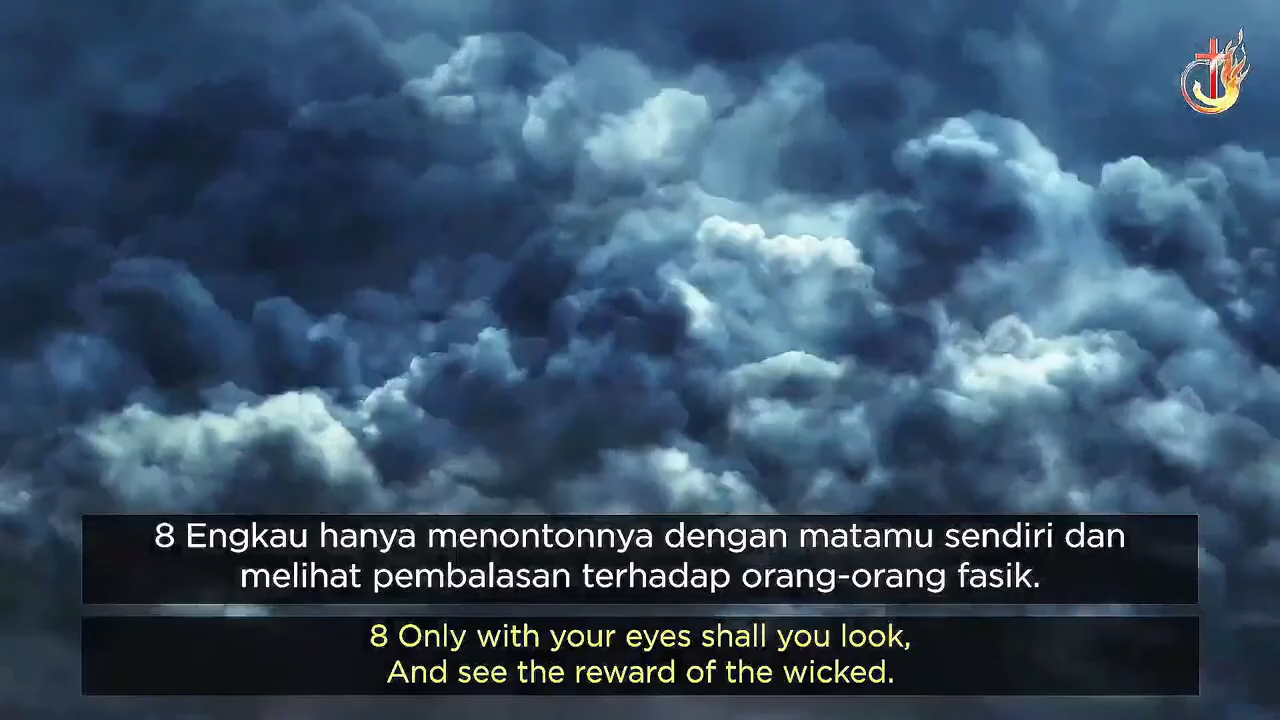 8 Engkau hanya menontonnya dengan matamu sendiri dan
melihat pembalasan terhadap orang-orang fasik.
8 Only with your eyes shall you look,
And see the reward of the wicked.